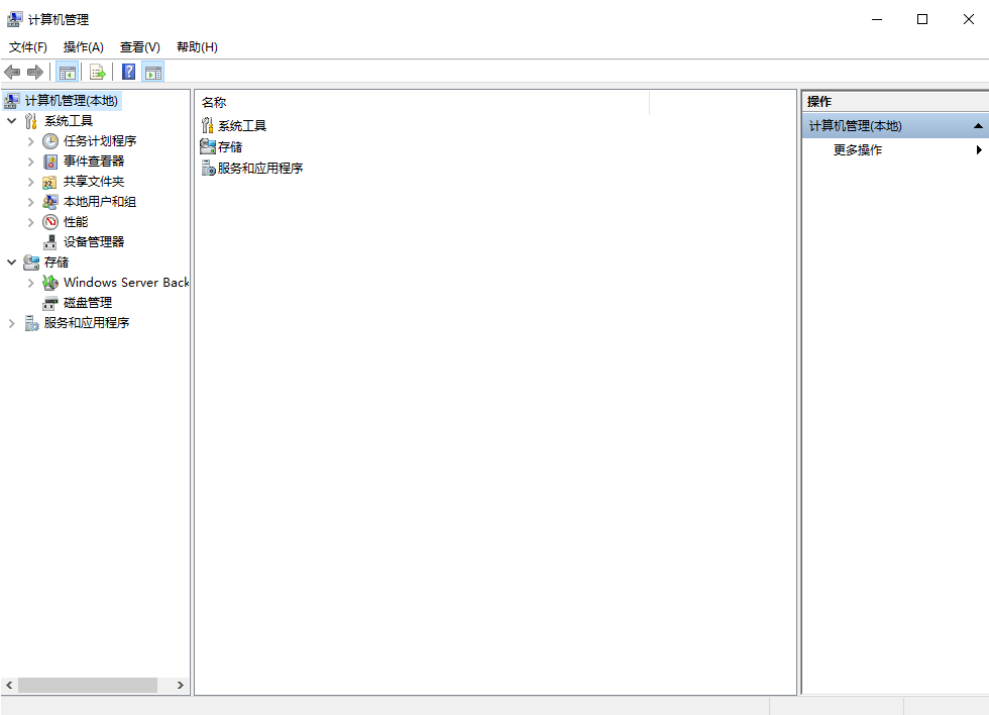 计算机管理
文件(F) 操作(A) 查看(V) 帮助(H)
计算机管理(本地)
系统工具
任务计划程序
事件查看器
共享文件夹
本地用户和组
性能
设备管理器
存储
Windows Server Back
磁盘管理
服务和应用程序
名称
系统工具
存储
服务和应用程序
操作
计算机管理(本地)
更多操作